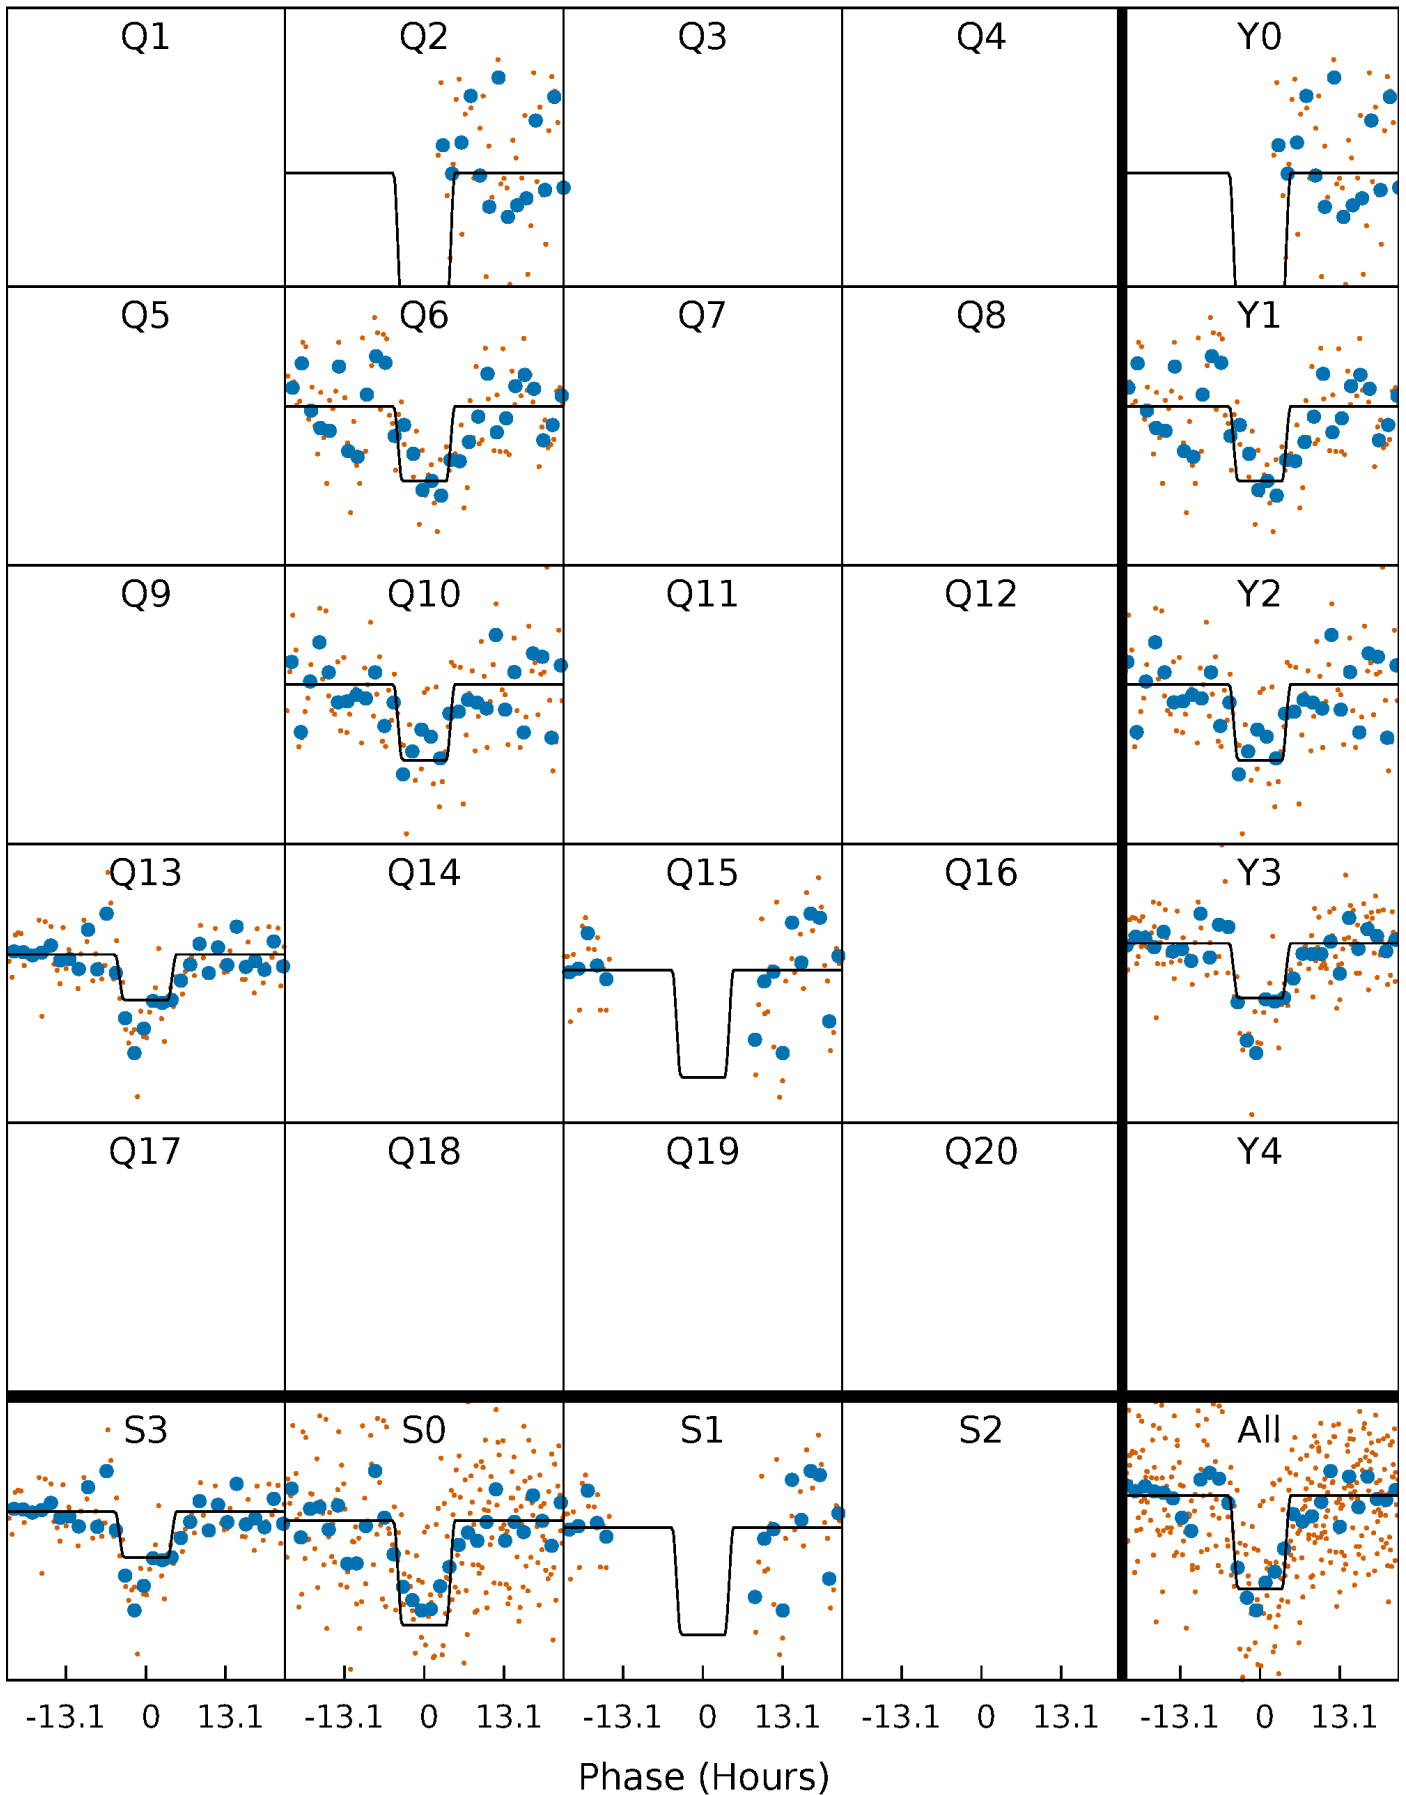 Q1 Q2 Q3 Q4 Y0
Q5 Q6 Q7 Q8 Y1
Q9 Q10 Q11 Q12 Y2
Q13 Q14 Q15 Q16 Y3
Q17 Q18 Q19 Q20 Y4
S3 S0 S1 S2 All
-13.1 0 13.1 -13.1 0 13.1 -13.1 0 13.1 -13.1 0 13.1 -13.1 0 13.1
Phase (Hours)